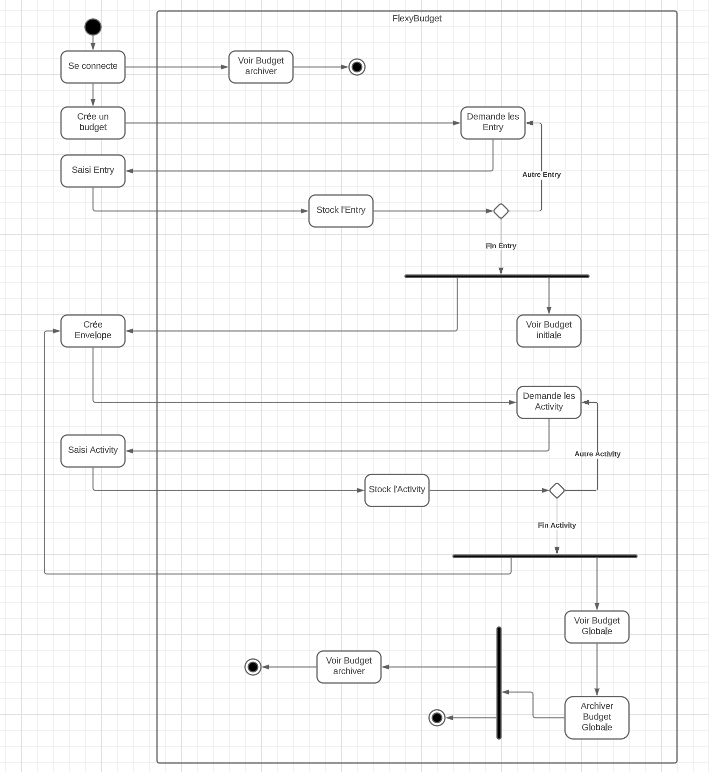 FlexyBudget
Se connecte
Voir Budget
archiver
Crée un
budget
Demande les
Entry
Saisi Entry
Autre Entry
Stock l'Entry
Fin Entry
Crée
Envelope
Voir Budget
initiale
Demande les
Activity
Saisi Activity
Autre Activity
Stock l'Activity
Fin Activity
Voir Budget
Globale
Voir Budget
archiver
Archiver
Budget
Globale